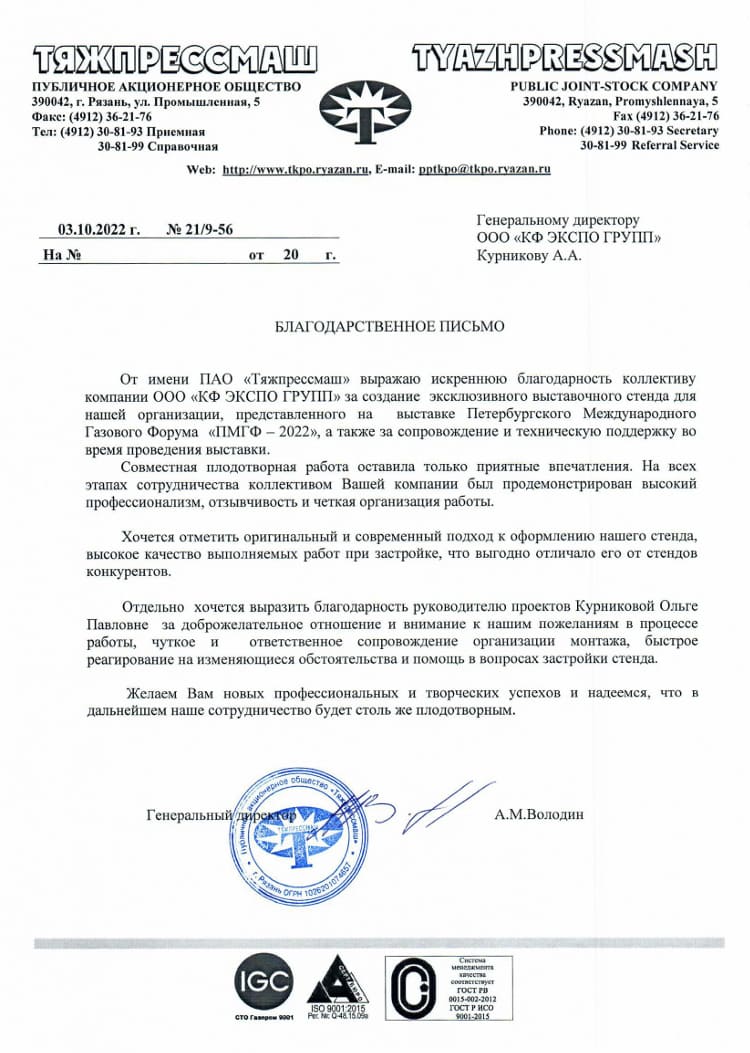 ТЯЖПРЕССМАШ
ПУБЛИЧНОЕ АКЦИОНЕРНОЕ ОБЩЕСТВО
390042, г. Рязань, ул. Промышленная, 5
Факс: (4912) 36-21-76
Тел: (4912) 30-81-93 Приемная
30-81-99 Справочная
TYAZHPRESSMASH
PUBLIC JOINT-STOCK COMPANY
390042, Ryazan, Promyshlennaya, 5
Fax (4912) 36-21-76
Phone: (4912) 30-81-93 Secretary
30-81-99 Referral Service
Web: http://www.tkpo.ryazan.ru, E-mail: pptkpo@tkpo.ryazan.ru
03.10.2022 г. № 21/9-56
На № от 20 г.
Генеральному директору
ООО «КФ ЭКСПО ГРУПП»
Курникову А.А.
БЛАГОДАРСТВЕННОЕ ПИСЬМО
От имени ПАО «Тяжпрессмаш» выражаю искреннюю благодарность коллективу
компании ООО «КФ ЭКСПО ГРУПП» за создание эксклюзивного выставочного стенда для
нашей организации, представленного на выставке Петербургского Международного
Газового Форума «ПМГФ – 2022», а также за сопровождение и техническую поддержку во
время проведения выставки.
Совместная плодотворная работа оставила только приятные впечатления. На всех
этапах сотрудничества коллективом Вашей компании был продемонстрирован высокий
профессионализм, отзывчивость и четкая организация работы.
Хочется отметить оригинальный и современный подход к оформлению нашего стенда,
высокое качество выполняемых работ при застройке, что выгодно отличало его от стендов
конкурентов.
Отдельно хочется выразить благодарность руководителю проектов Курниковой Ольге
Павловне за доброжелательное отношение и внимание к нашим пожеланиям в процессе
работы, чуткое и ответственное сопровождение организации монтажа, быстрое
реагирование на изменяющиеся обстоятельства и помощь в вопросах застройки стенда.
Желаем Вам новых профессиональных и творческих успехов и надеемся, что в
дальнейшем наше сотрудничество будет столь же плодотворным.
Генеральный директор
А.М.Володин
Публичное акционерное общество «Тяжпрессмаш»
ТЯЖПРЕССМАШ
г. Рязань ОГРН 1026201074657
IGC
СТО Газпром 9001
СЕРТБЮРО
ISO 9001:2015
Рег. №: Q-48.15.09в
Система
менеджмента
качества
соответствует
ГОСТ РВ
0015-002-2012
ГОСТ Р ИСО
9001-2015